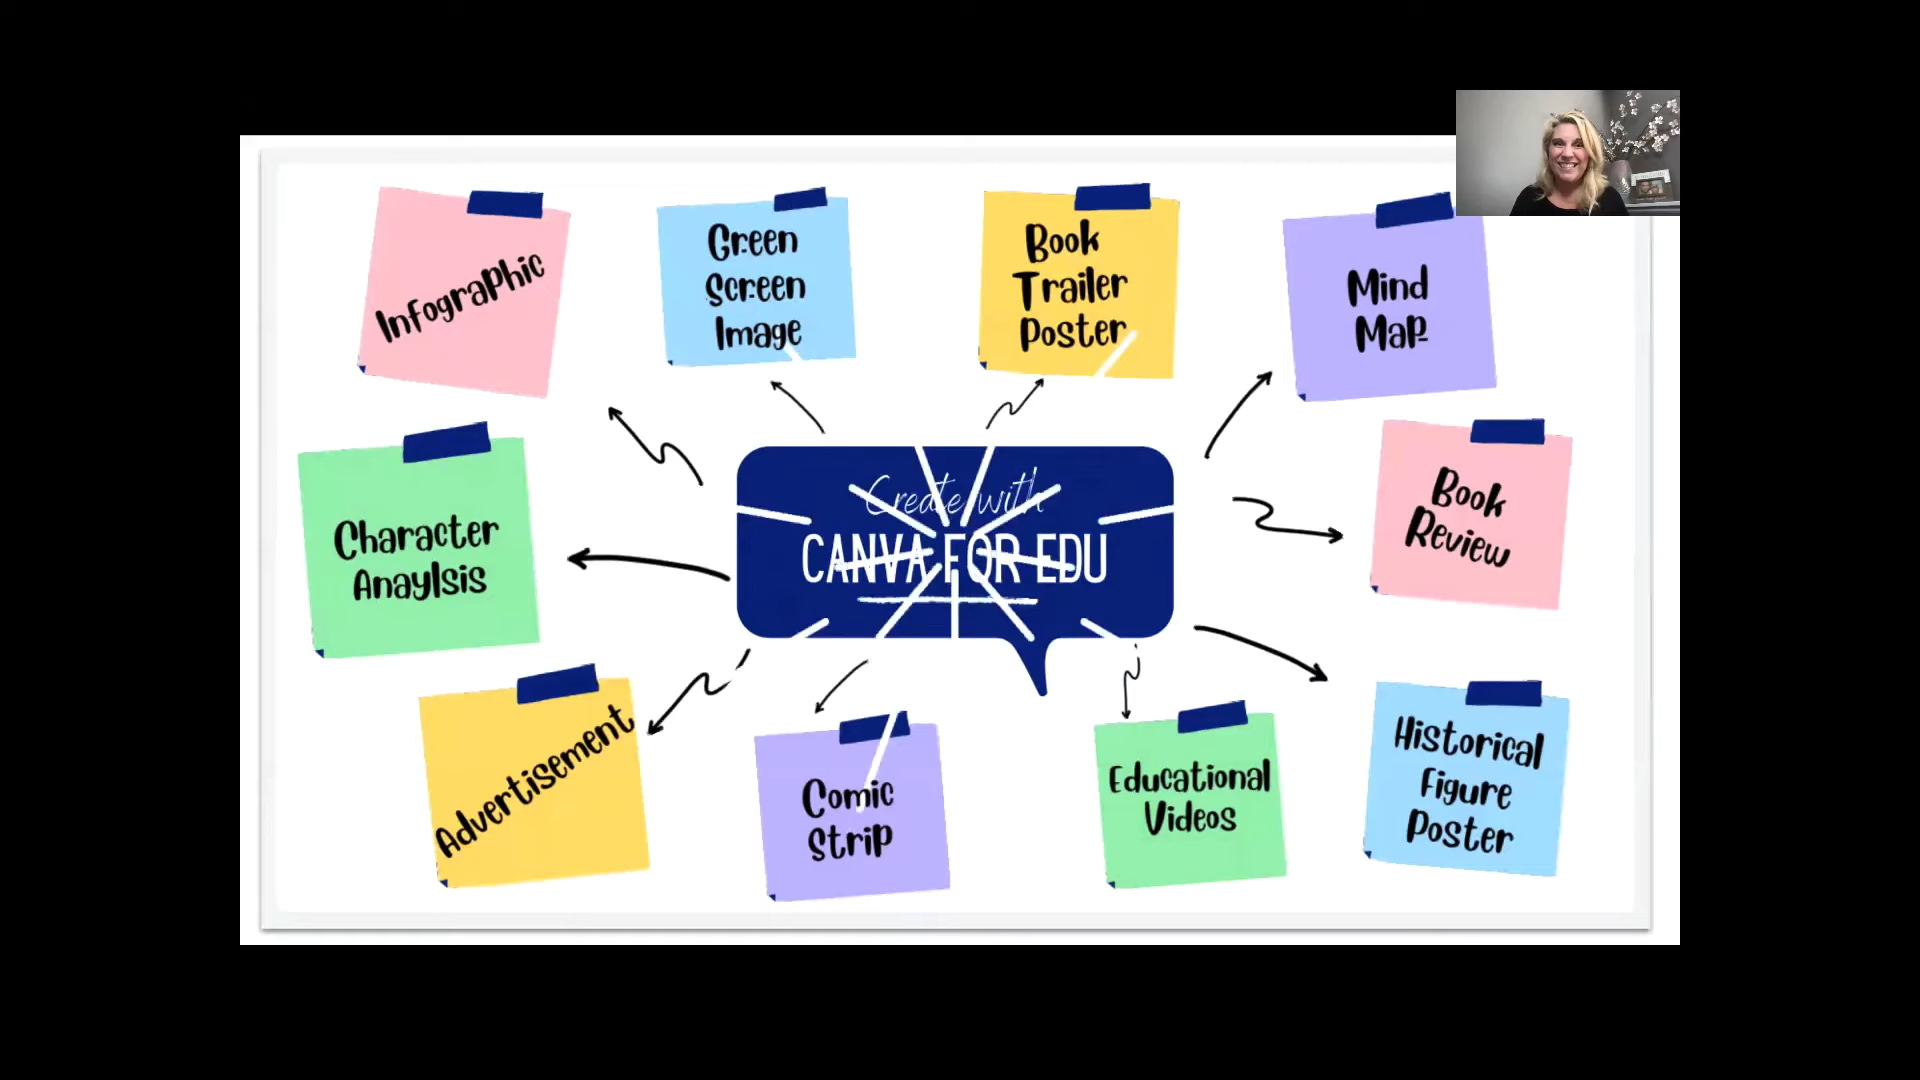 Infographic
Green
Screen
Image
Book
Trailer
Poster
Mind
Map
Create with
CANVA FOR EDU
Character
Anaylsis
Book
Review
Advertisement
Comic
Strip
Educational
Videos
Historical
Figure
Poster